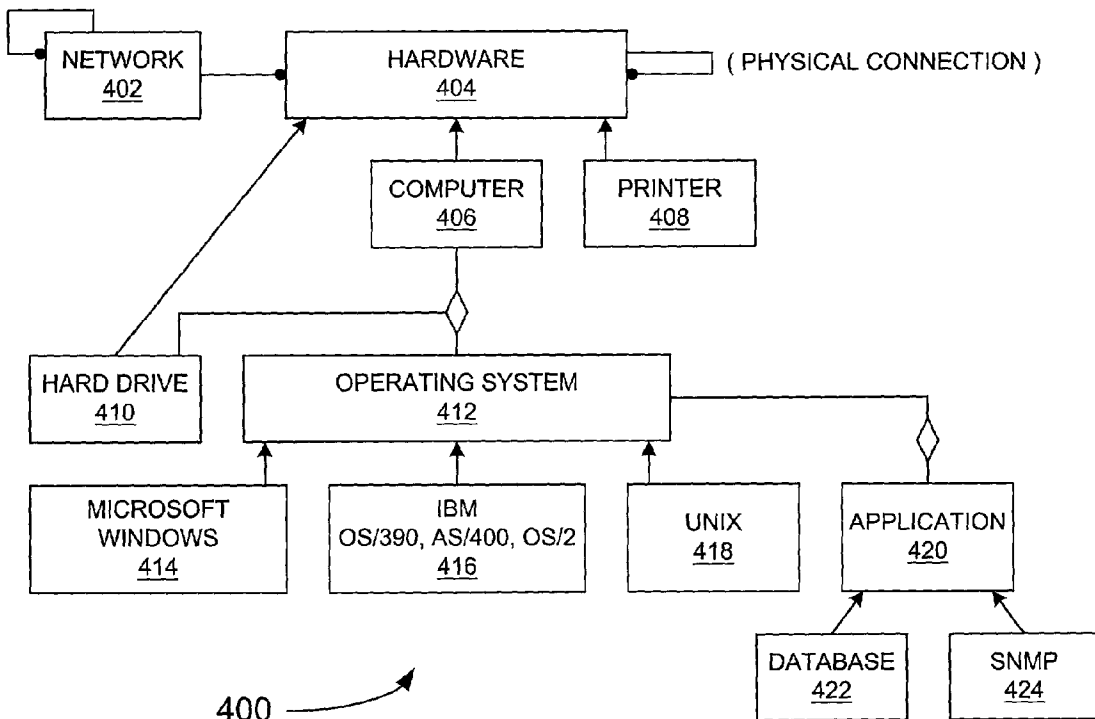 NETWORK
402
HARDWARE
404
( PHYSICAL CONNECTION )
COMPUTER
406
PRINTER
408
HARD DRIVE
410
OPERATING SYSTEM
412
MICROSOFT
WINDOWS
414
IBM
OS/390, AS/400, OS/2
416
UNIX
418
APPLICATION
420
DATABASE
422
SNMP
424
400